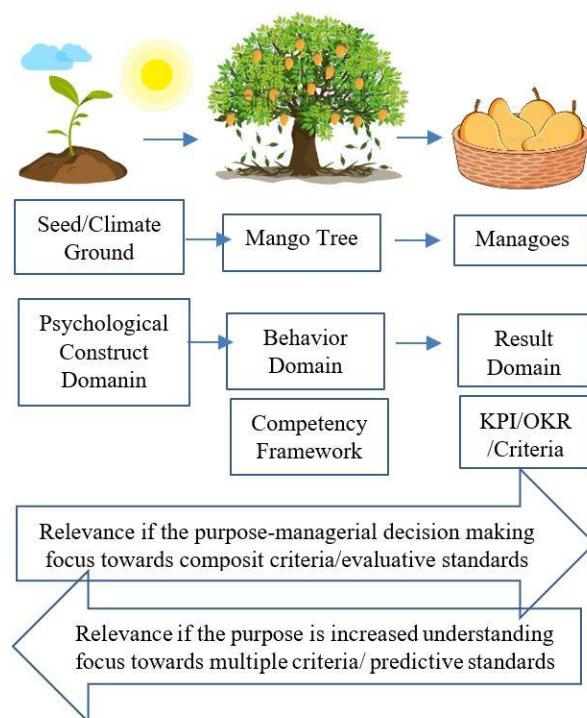 Seed/Climate
Ground
Mango Tree
Managoes
Psychological
Construct
Domanin
Behavior
Domain
Result
Domain
Competency
Framework
KPI/OKR
/Criteria
Relevance if the purpose-managerial decision making
focus towards composit criteria/evaluative standards
Relevance if the purpose is increased understanding
focus towards multiple criteria/ predictive standards